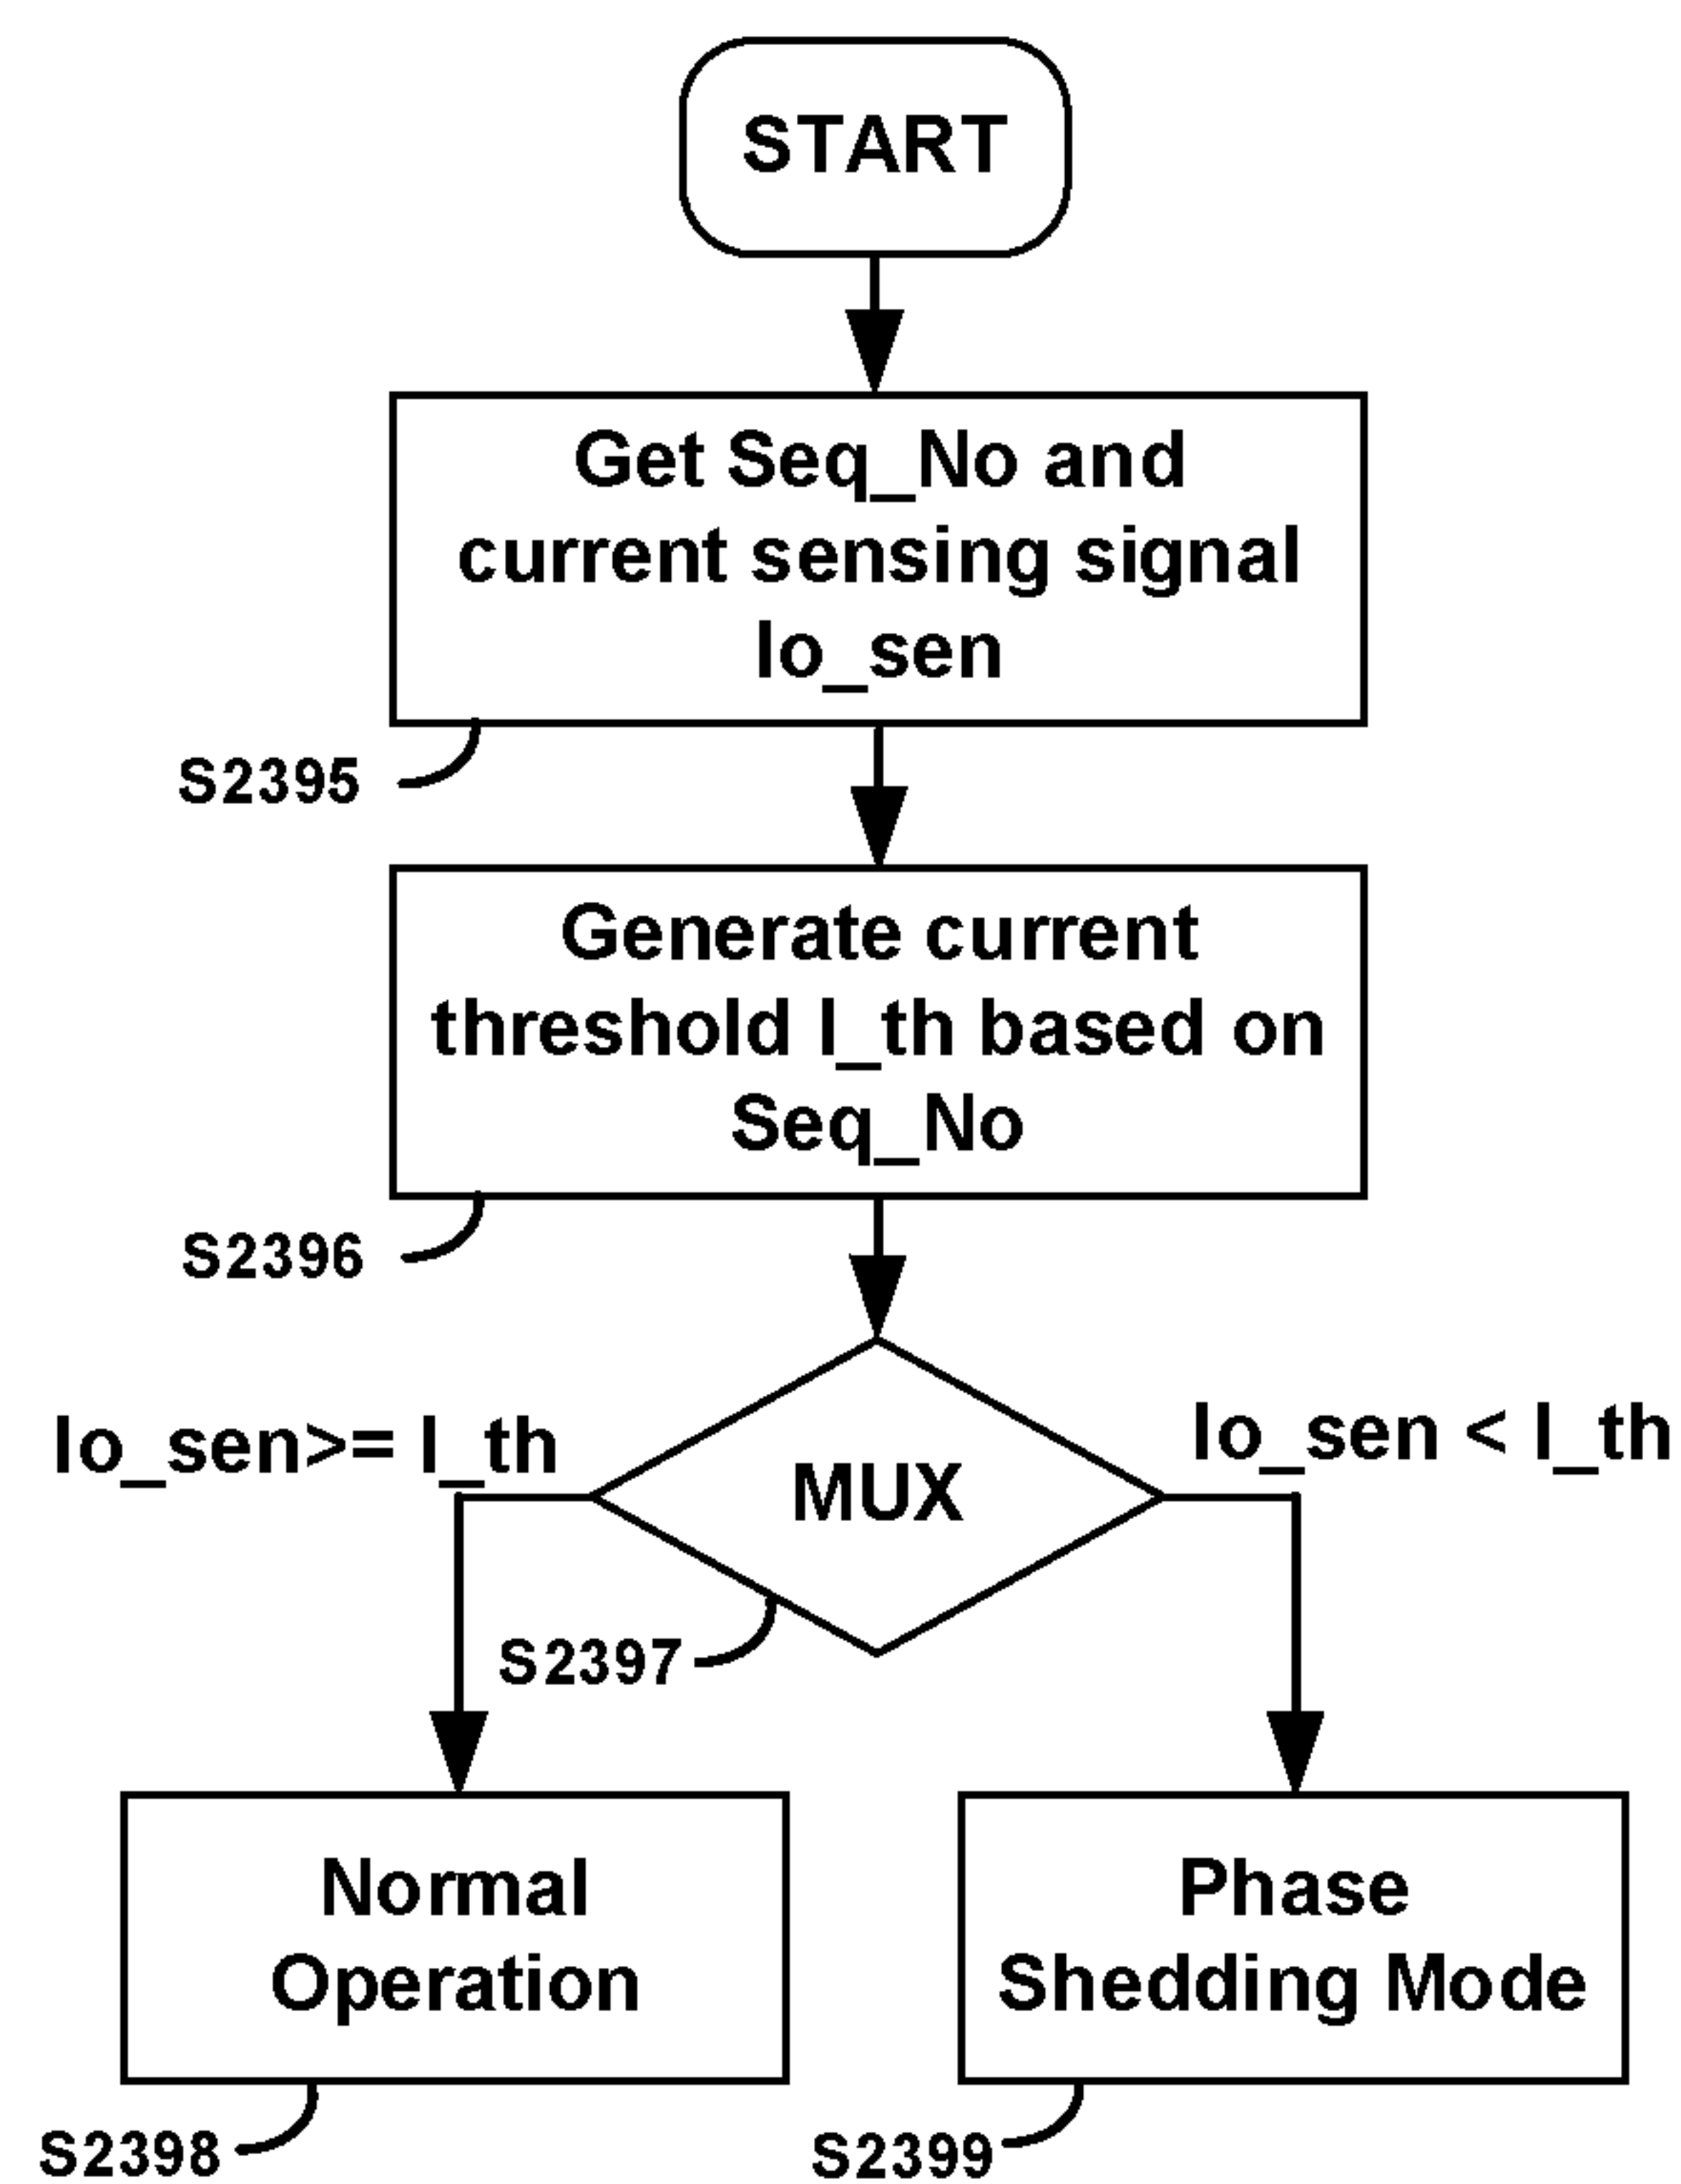 START
Get Seq_No and
current sensing signal
Io_sen
S2395
Generate current
threshold I_th based on
Seq_No
S2396
Io_sen>= I_th
Io_sen < I_th
MUX
S2397
Normal
Operation
Phase
Shedding Mode
S2398
S2399